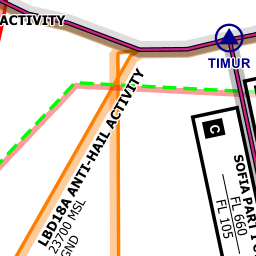 ACTIVITY
TIMUR
LBD18A ANTI-HAIL ACTIVITY
23700 MSL
GND
C
SOFIA PART
FL 660
FL 105